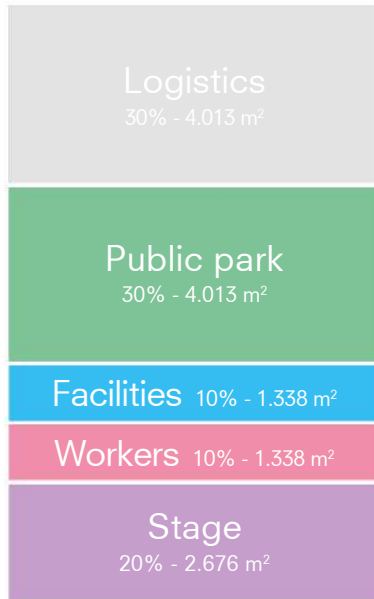 Logistics
30% - 4.013 m²
Public park
30% - 4.013 m²
Facilities 10% - 1.338 m²
Workers 10% - 1.338 m²
Stage
20% - 2.676 m²